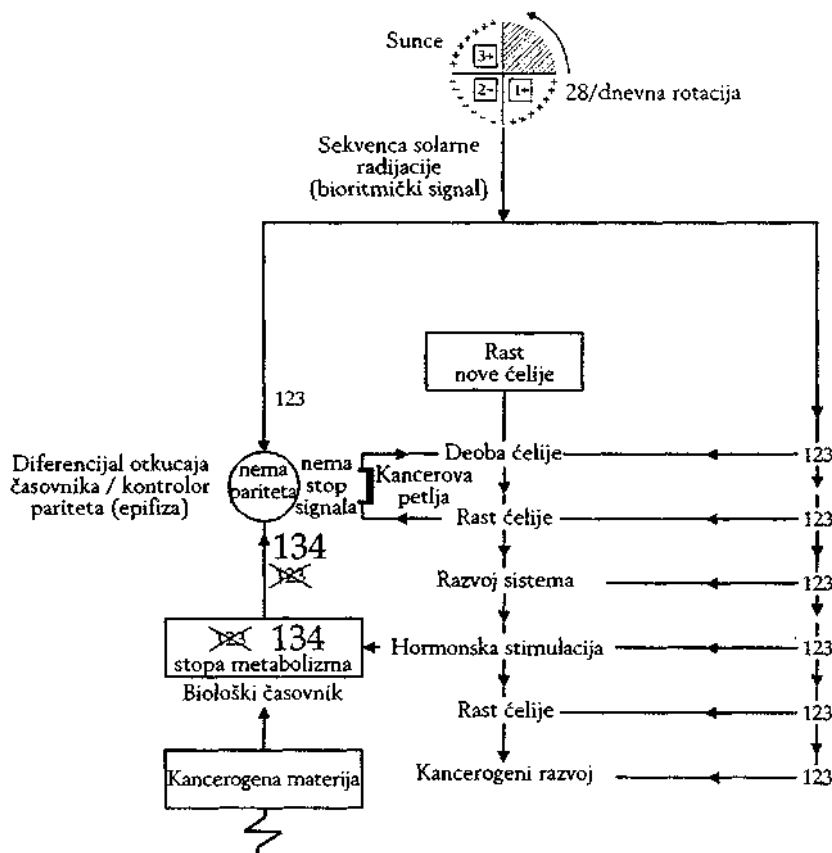 Sunce
3+
2-
1+
28/dnevna rotacija
Sekvenca solarne
radijacije
(bioritmički signal)
Rast
nove ćelije
123
Diferencijal otkucaja
časovnika / kontrolor
pariteta (epifiza)
nema
pariteta
nema
stop
signala
Kancerova
petlja
Deoba ćelije
123
Rast ćelije
123
134
123
Razvoj sistema
123
123 134
stopa metabolizma
Biološki časovnik
Hormonska stimulacija
123
Rast ćelije
123
Kancerogena materija
Kancerogeni razvoj
123